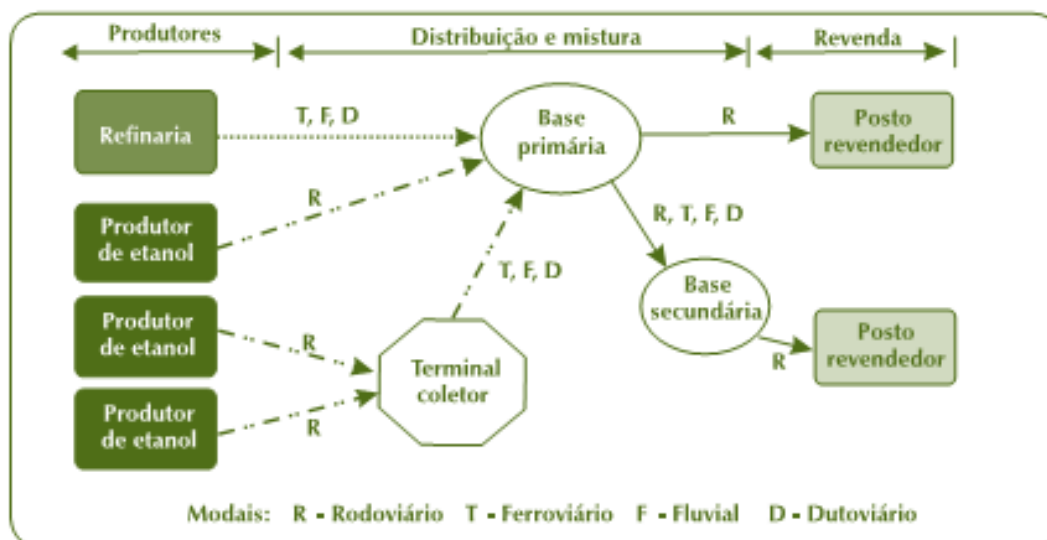 Produtores
Distribuição e mistura
Revenda
Refinaria
T, F, D
Base
primária
R
Posto
revendedor
R
Produtor
de etanol
R, T, F, D
T, F, D
Base
secundária
Produtor
de etanol
R
Terminal
coletor
R
Posto
revendedor
Produtor
de etanol
R
Modais: R - Rodoviário T - Ferroviário F - Fluvial D - Dutoviário